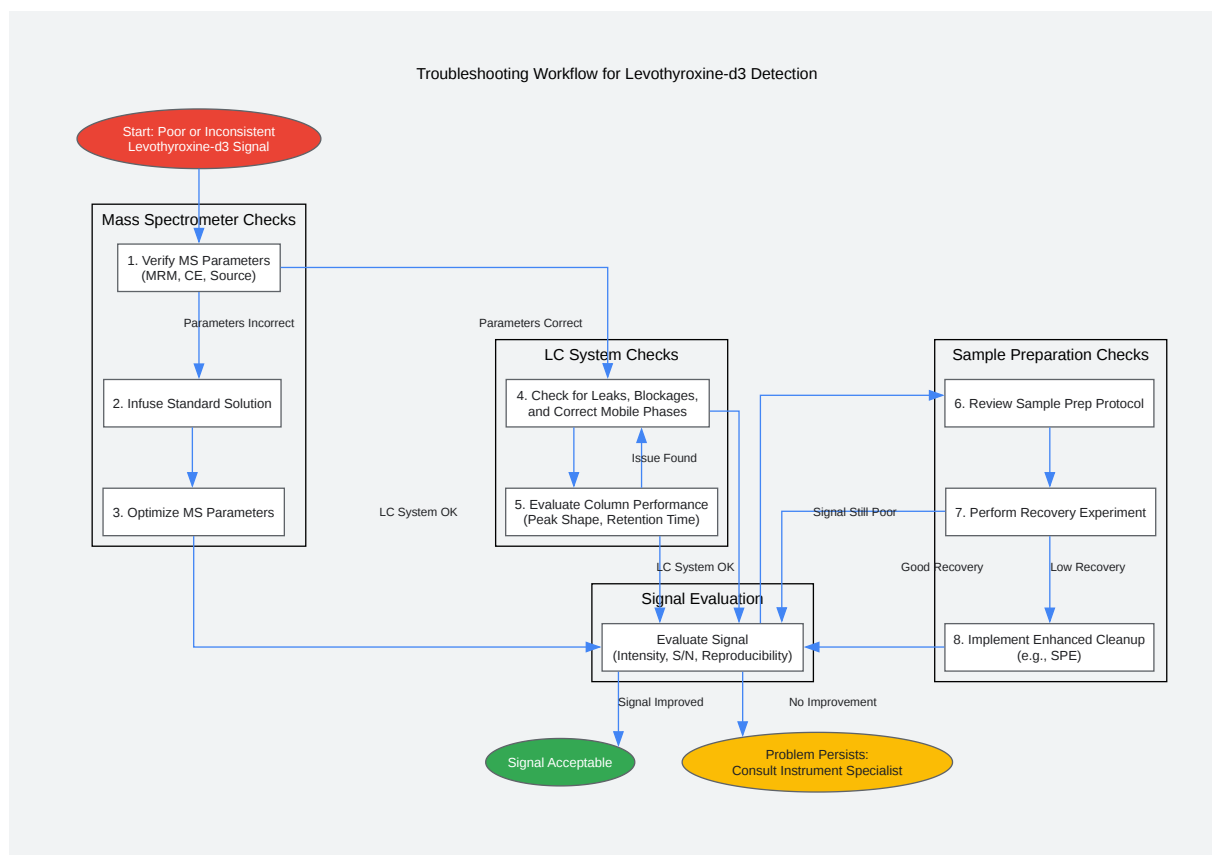 Troubleshooting Workflow for Levothyroxine-d3 Detection
Start: Poor or Inconsistent
Levothyroxine-d3 Signal
Mass Spectrometer Checks
1. Verify MS Parameters
(MRM, CE, Source)
Parameters Incorrect
Parameters Correct
2. Infuse Standard Solution
3. Optimize MS Parameters
LC System OK
LC System Checks
4. Check for Leaks, Blockages,
and Correct Mobile Phases
Issue Found
5. Evaluate Column Performance
(Peak Shape, Retention Time)
LC System OK
Sample Preparation Checks
6. Review Sample Prep Protocol
7. Perform Recovery Experiment
Signal Still Poor
Good Recovery
Low Recovery
8. Implement Enhanced Cleanup
(e.g., SPE)
Signal Evaluation
Evaluate Signal
(Intensity, S/N, Reproducibility)
Signal Improved
No Improvement
Signal Acceptable
Problem Persists:
Consult Instrument Specialist